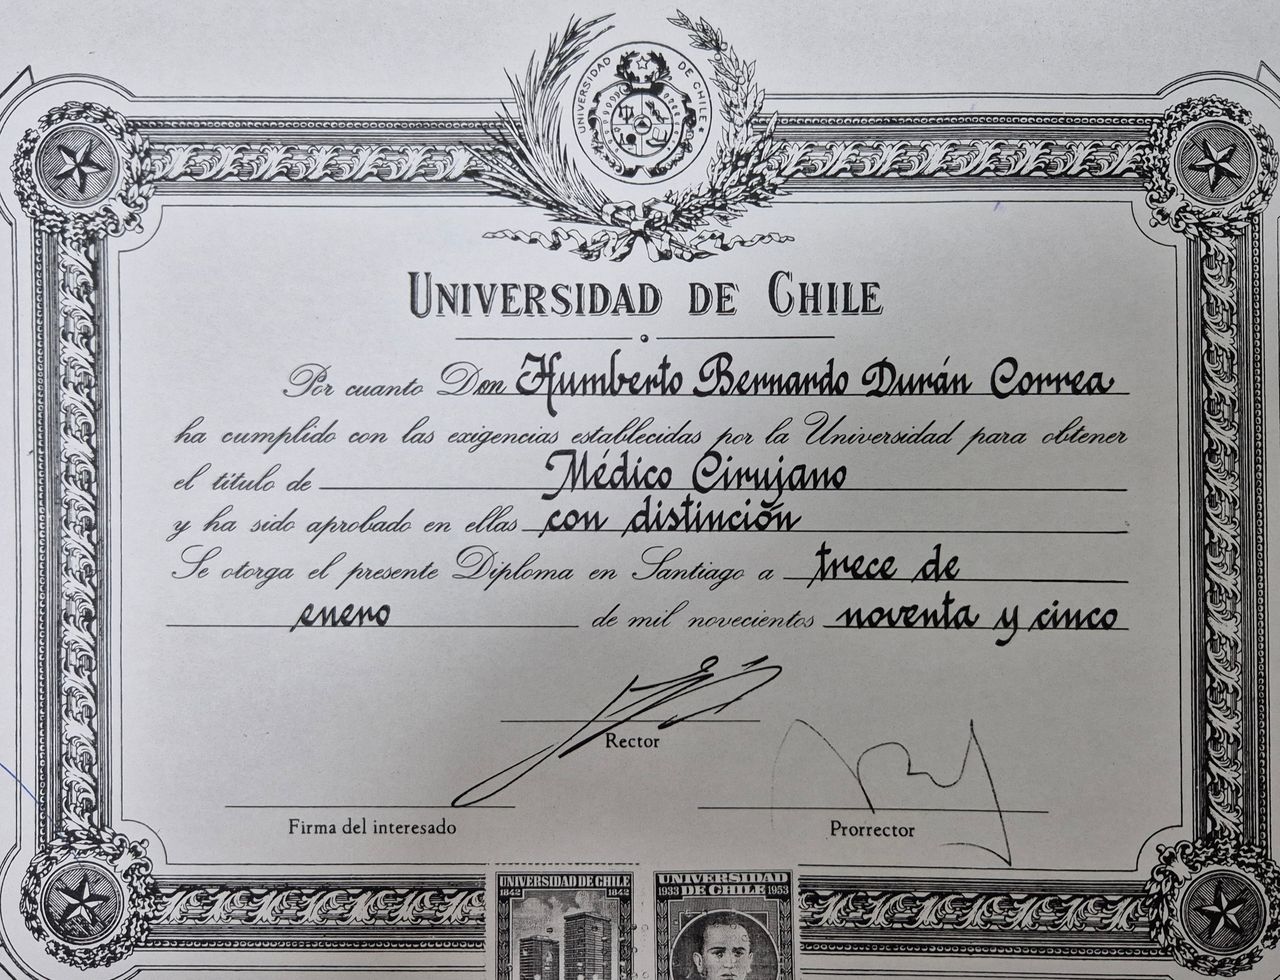 UNIVERSIDAD DE CHILE
UNIVERSIDAD DE CHILE
Por cuanto Don Humberto Bernardo Durán Correa
ha cumplido con las exigencias establecidas por la Universidad para obtener
el título de Médico Cirujano
y ha sido aprobado en ellas con distinción
Se otorga el presente Diploma en Santiago a trece de
enero de mil novecientos noventa y cinco
Rector
Firma del interesado
Prorrector
UNIVERSIDAD DE CHILE
1842 1842
UNIVERSIDAD
1933 DE CHILE 1953